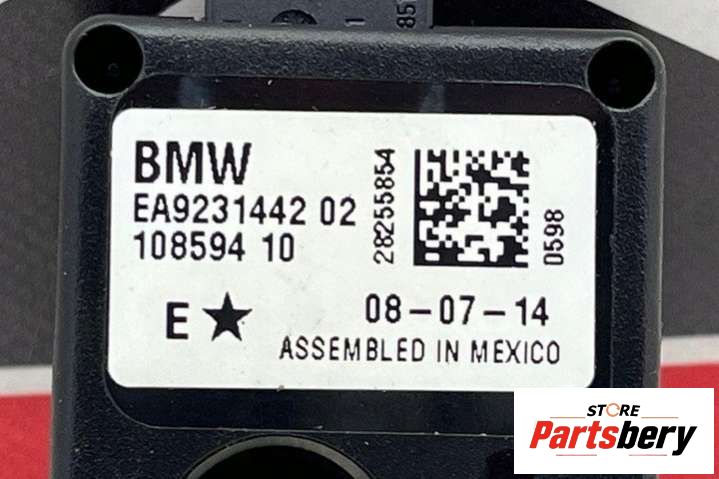 BMW
EA9231442 02
108594 10
28255854
0598
E
08-07-14
ASSEMBLED IN MEXICO
STORE
Partsbery